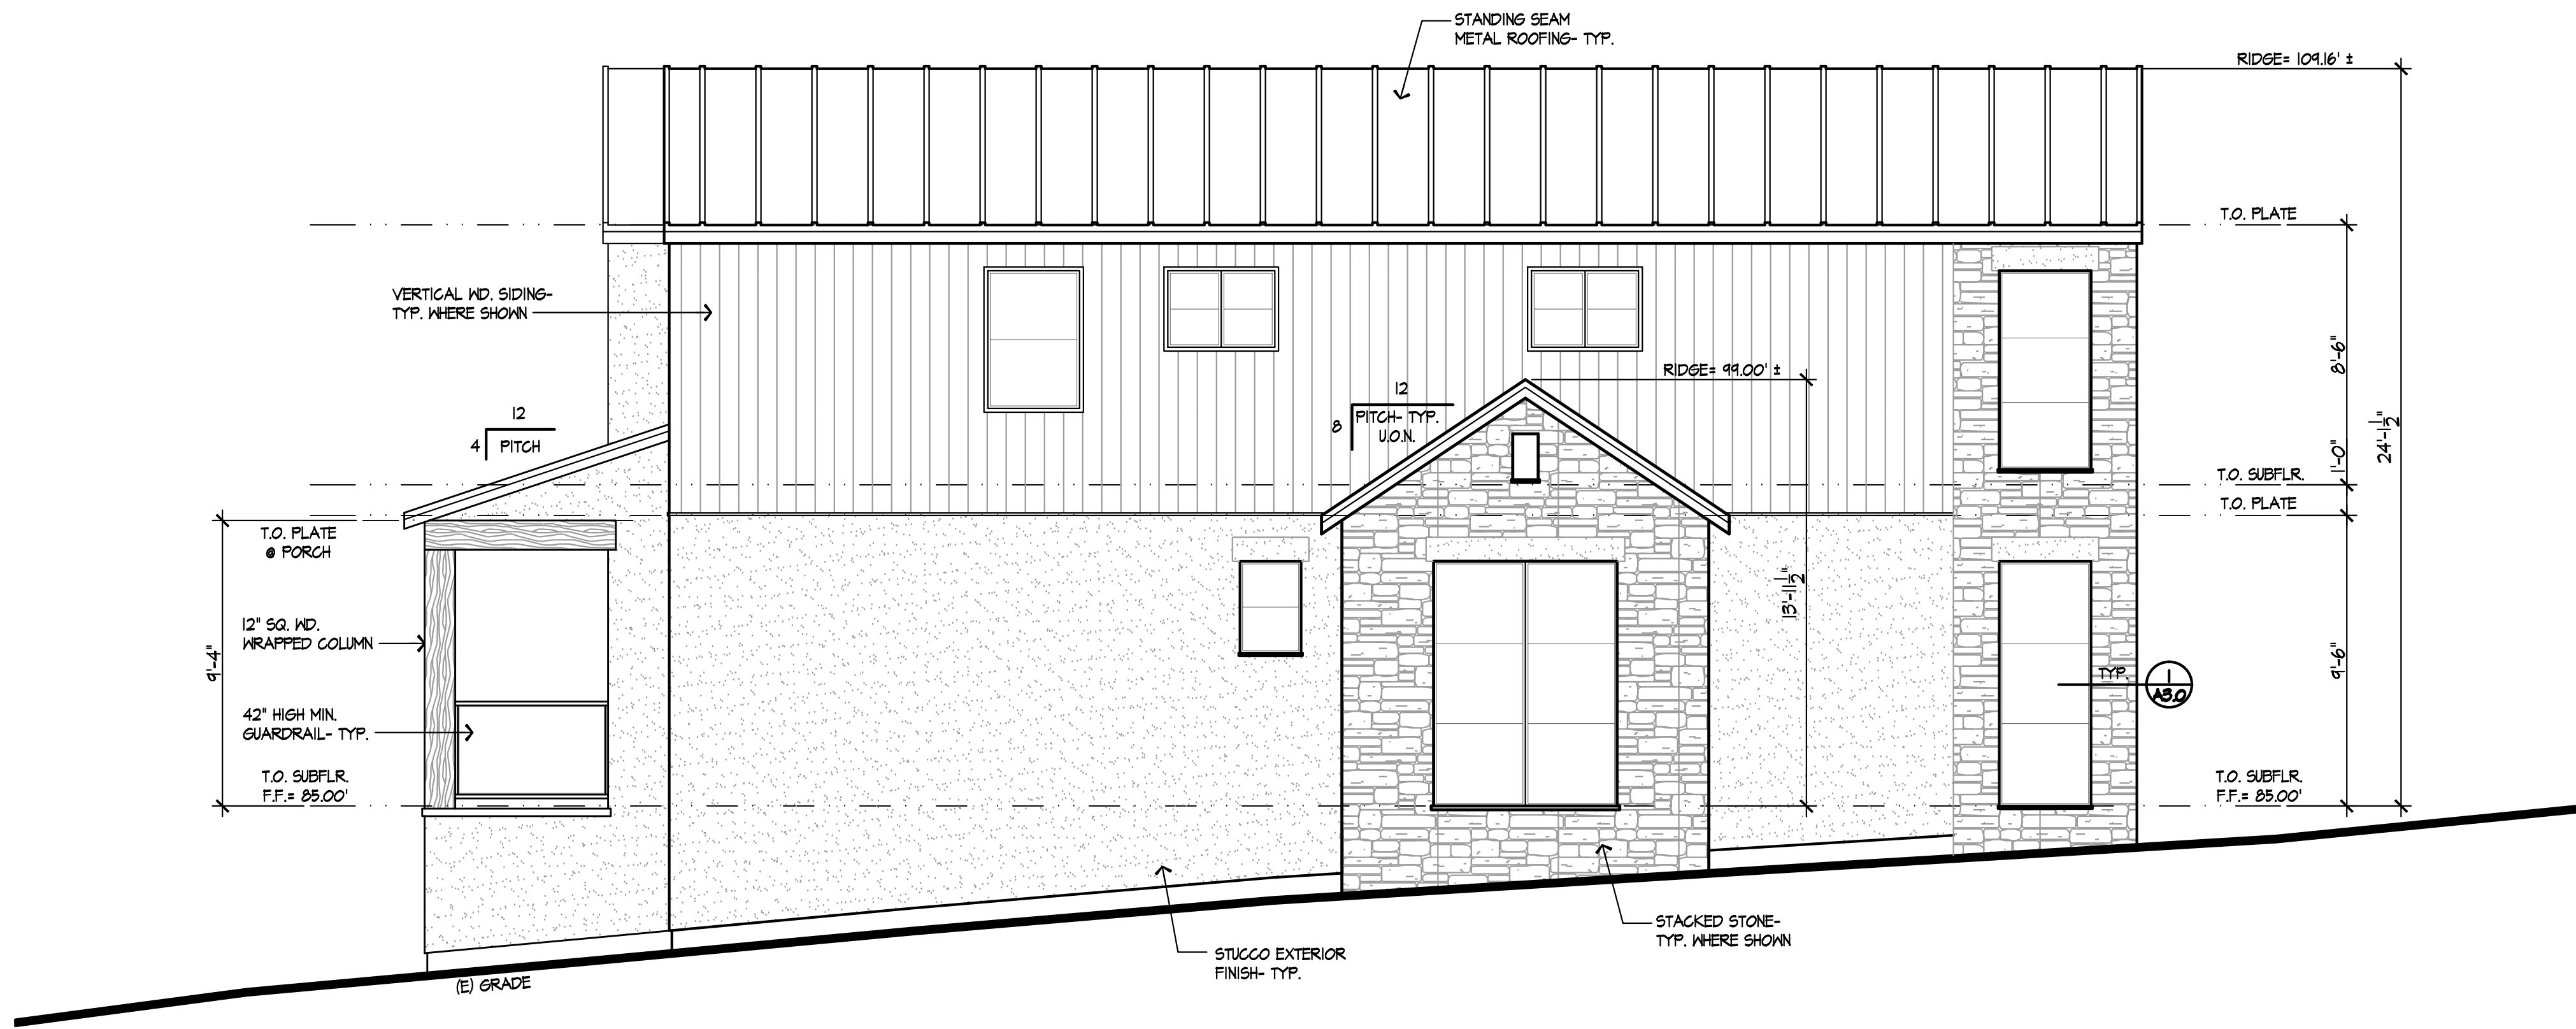 STANDING SEAM
METAL ROOFING- TYP.
RIDGE= 109.16' ±
T.O. PLATE
VERTICAL WD. SIDING-
TYP. WHERE SHOWN
8'-6"
24'-1 1/2"
RIDGE= 99.00' ±
12
8
PITCH- TYP.
U.O.N.
12
4
PITCH
1'-0"
T.O. SUBFLR.
T.O. PLATE
T.O. PLATE
@ PORCH
13'-11 1/2"
12" SQ. WD.
WRAPPED COLUMN
9'-4"
9'-6"
TYP.
1
A3.0
42" HIGH MIN.
GUARDRAIL- TYP.
T.O. SUBFLR.
F.F.= 85.00'
T.O. SUBFLR.
F.F.= 85.00'
STACKED STONE-
TYP. WHERE SHOWN
STUCCO EXTERIOR
FINISH- TYP.
(E) GRADE